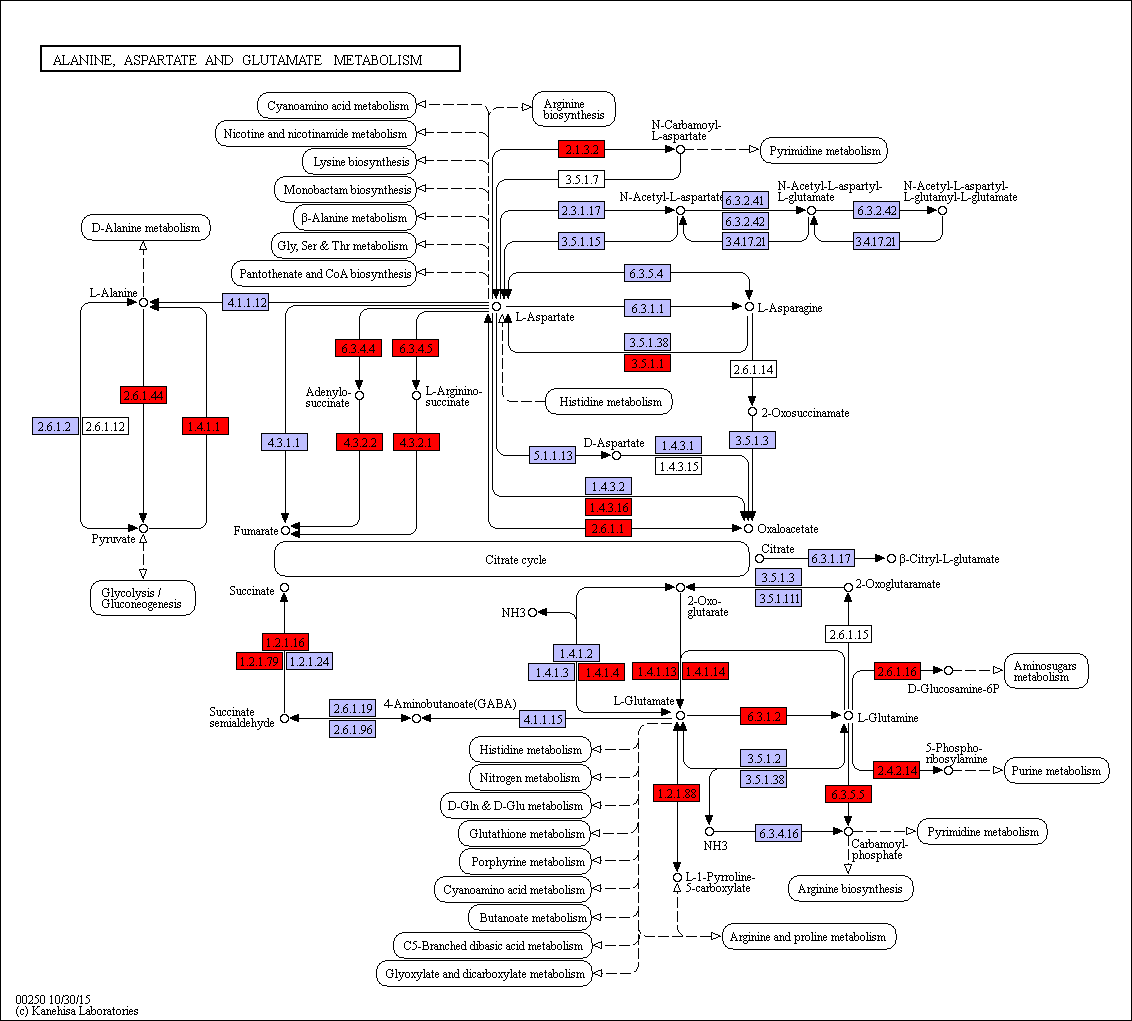 ALANINE, ASPARTATE AND GLUTAMATE METABOLISM
Cyanoamino acid metabolism
Nicotine and nicotinamide metabolism
Lysine biosynthesis
Monobactam biosynthesis
β-Alanine metabolism
Gly, Ser & Thr metabolism
Pantothenate and CoA biosynthesis
Arginine
biosynthesis
N-Carbamoyl-
L-aspartate
2.1.3.2
3.5.1.7
Pyrimidine metabolism
N-Acetyl-L-aspartate
N-Acetyl-L-aspartyl-
L-glutamate
N-Acetyl-L-aspartyl-
L-glutamyl-L-glutamate
2.3.1.17
3.5.1.15
6.3.2.41
6.3.2.42
3.4.17.21
6.3.2.42
3.4.17.21
D-Alanine metabolism
L-Alanine
4.1.1.12
L-Aspartate
6.3.5.4
6.3.1.1
3.5.1.38
3.5.1.1
L-Asparagine
2.6.1.14
2-Oxosuccinamate
3.5.1.3
Histidine metabolism
6.3.4.4
6.3.4.5
Adenylo-
succinate
L-Arginino-
succinate
2.6.1.44
2.6.1.2
2.6.1.12
1.4.1.1
4.3.1.1
4.3.2.2
4.3.2.1
5.1.1.13
D-Aspartate
1.4.3.1
1.4.3.15
1.4.3.2
1.4.3.16
2.6.1.1
Pyruvate
Fumarate
Oxaloacetate
Glycolysis /
Gluconeogenesis
Citrate cycle
Citrate
6.3.1.17
β-Citryl-L-glutamate
Succinate
NH3
2-Oxo-
glutarate
3.5.1.3
3.5.1.111
2-Oxoglutaramate
2.6.1.15
1.2.1.16
1.2.1.79
1.2.1.24
1.4.1.2
1.4.1.3
1.4.1.4
1.4.1.13
1.4.1.14
2.6.1.16
D-Glucosamine-6P
Aminosugars
metabolism
Succinate
semialdehyde
2.6.1.19
2.6.1.96
4-Aminobutanoate(GABA)
4.1.1.15
L-Glutamate
6.3.1.2
L-Glutamine
3.5.1.2
3.5.1.38
2.4.2.14
5-Phospho-
ribosylamine
Purine metabolism
1.2.1.88
6.3.5.5
NH3
6.3.4.16
Carbamoyl-
phosphate
Pyrimidine metabolism
Arginine biosynthesis
L-1-Pyrroline-
5-carboxylate
Arginine and proline metabolism
Histidine metabolism
Nitrogen metabolism
D-Gln & D-Glu metabolism
Glutathione metabolism
Porphyrine metabolism
Cyanoamino acid metabolism
Butanoate metabolism
C5-Branched dibasic acid metabolism
Glyoxylate and dicarboxylate metabolism
00250 10/30/15
(c) Kanehisa Laboratories